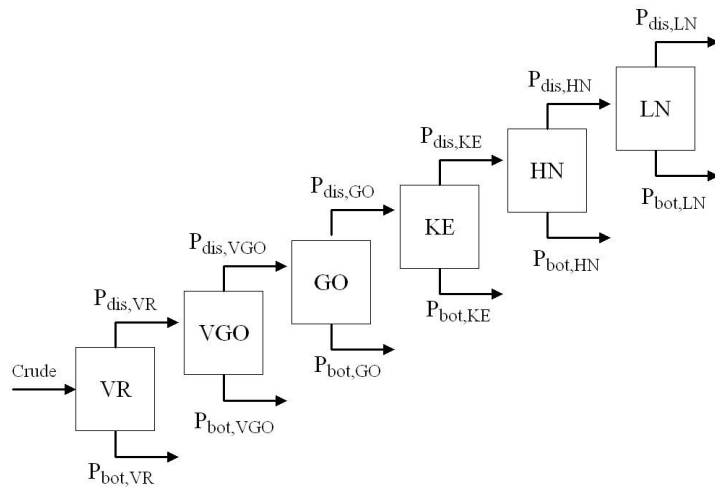 P_dis,LN
P_dis,HN
LN
P_dis,KE
HN
P_bot,LN
P_dis,GO
KE
P_bot,HN
P_dis,VGO
GO
P_bot,KE
P_dis,VR
VGO
P_bot,GO
Crude
VR
P_bot,VGO
P_bot,VR